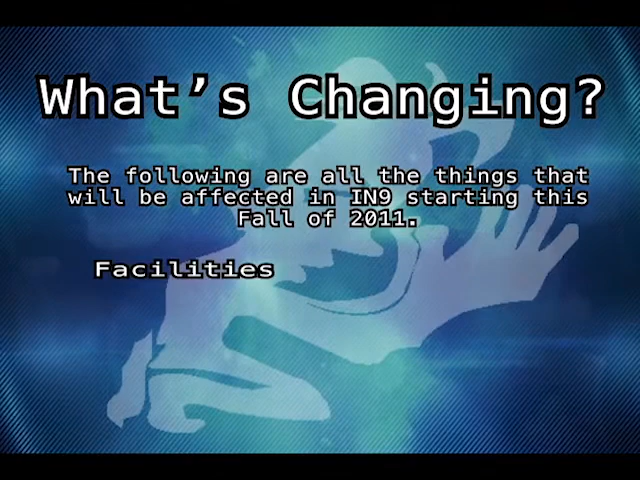 What's Changing?
The following are all the things that
will be affected in IN9 starting this
Fall of 2011.
Facilities